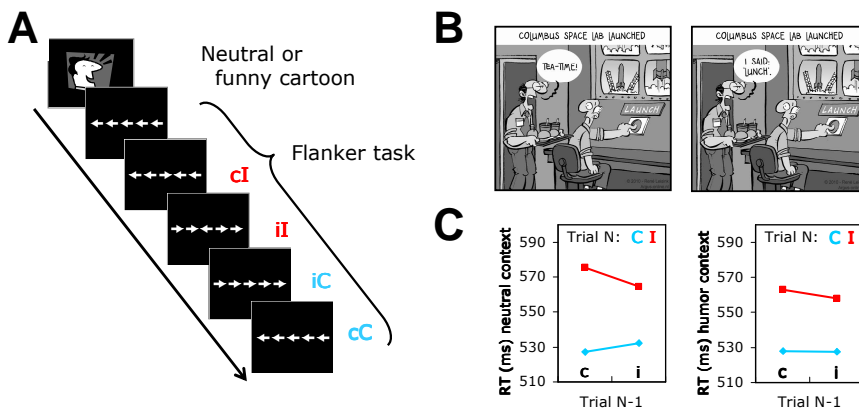 A
Neutral or
funny cartoon
Flanker task
cI
iI
iC
cC
B
COLUMBUS SPACE LAB LAUNCHED
TEA-TIME!
LAUNCH
COLUMBUS SPACE LAB LAUNCHED
I SAID:
'LUNCH'.
LAUNCH
C
RT (ms) neutral context
590
570
550
530
510
Trial N: C I
c i
Trial N-1
RT (ms) humor context
590
570
550
530
510
Trial N: C I
c i
Trial N-1